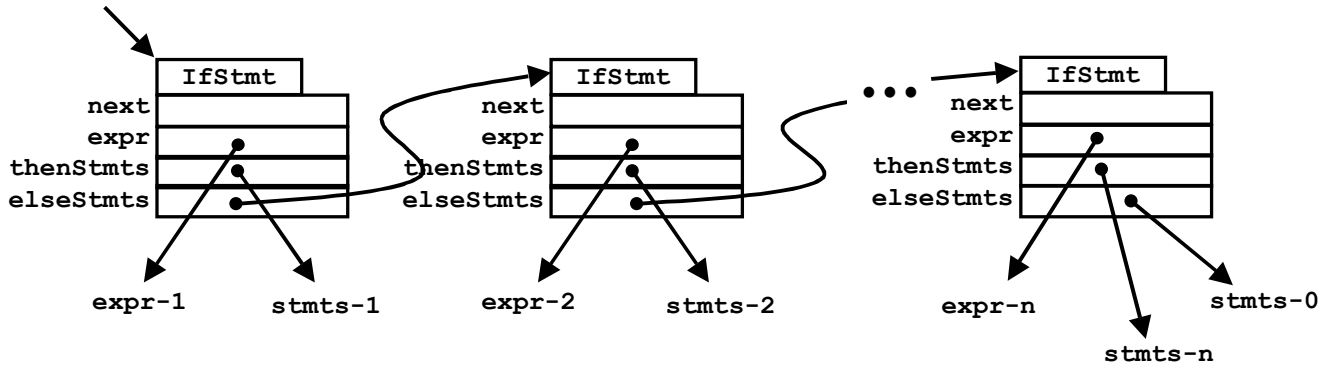 IfStmt
next
expr
thenStmts
elseStmts
expr-1
stmts-1
IfStmt
next
expr
thenStmts
elseStmts
expr-2
stmts-2
•••
IfStmt
next
expr
thenStmts
elseStmts
expr-n
stmts-n
stmts-0